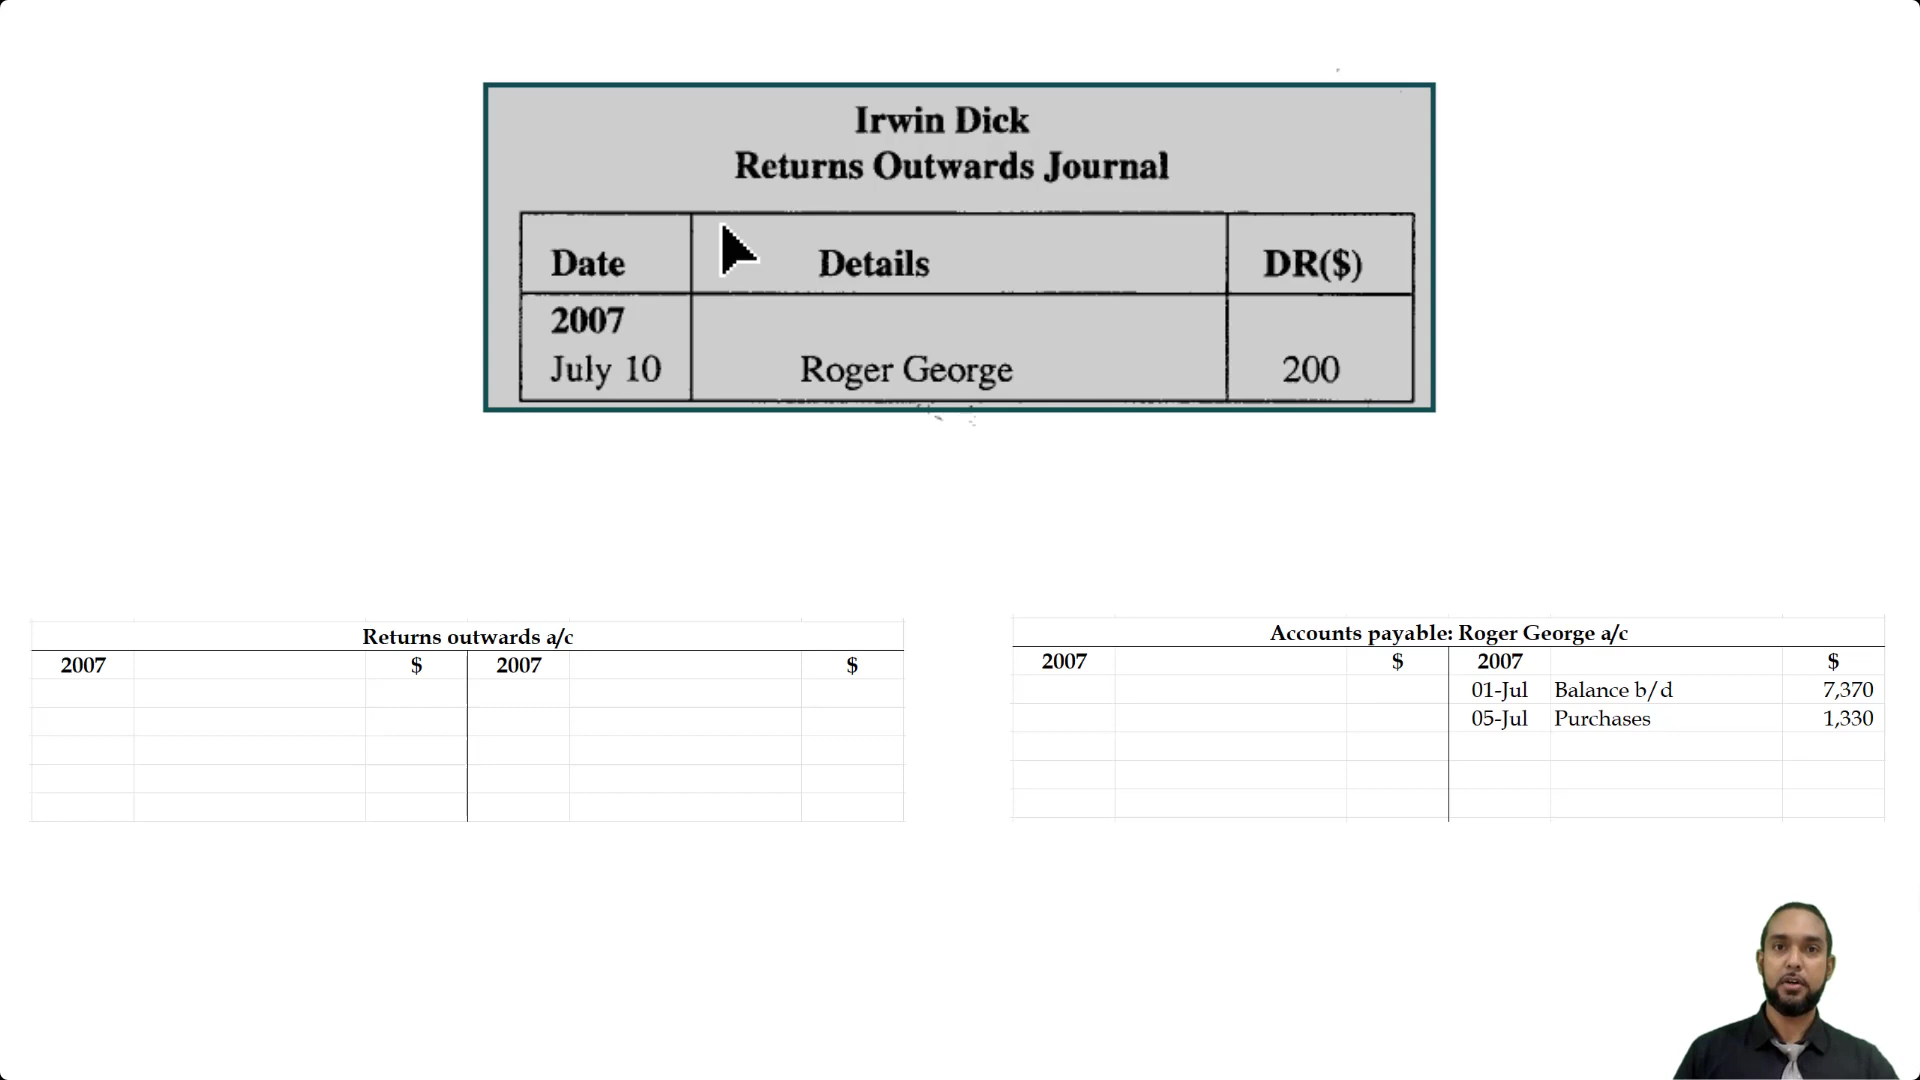 Irwin Dick
Returns Outwards Journal
Date Details DR($)
2007
July 10 Roger George 200
Returns outwards a/c
2007 $ 2007 $
Accounts payable: Roger George a/c
2007 $ 2007 $
01-Jul Balance b/d 7,370
05-Jul Purchases 1,330